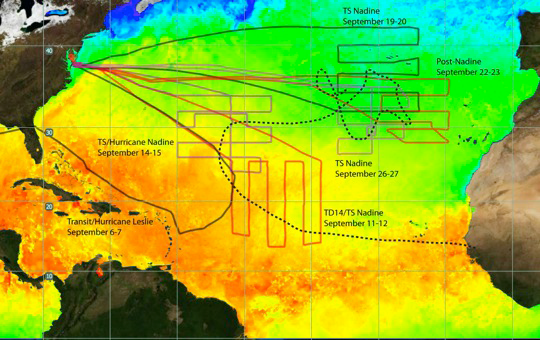 TS Nadine
September 19-20
40
Post-Nadine
September 22-23
30
TS/Hurricane Nadine
September 14-15
TS Nadine
September 26-27
20
TD14/TS Nadine
September 11-12
Transit/Hurricane Leslie
September 6-7
10